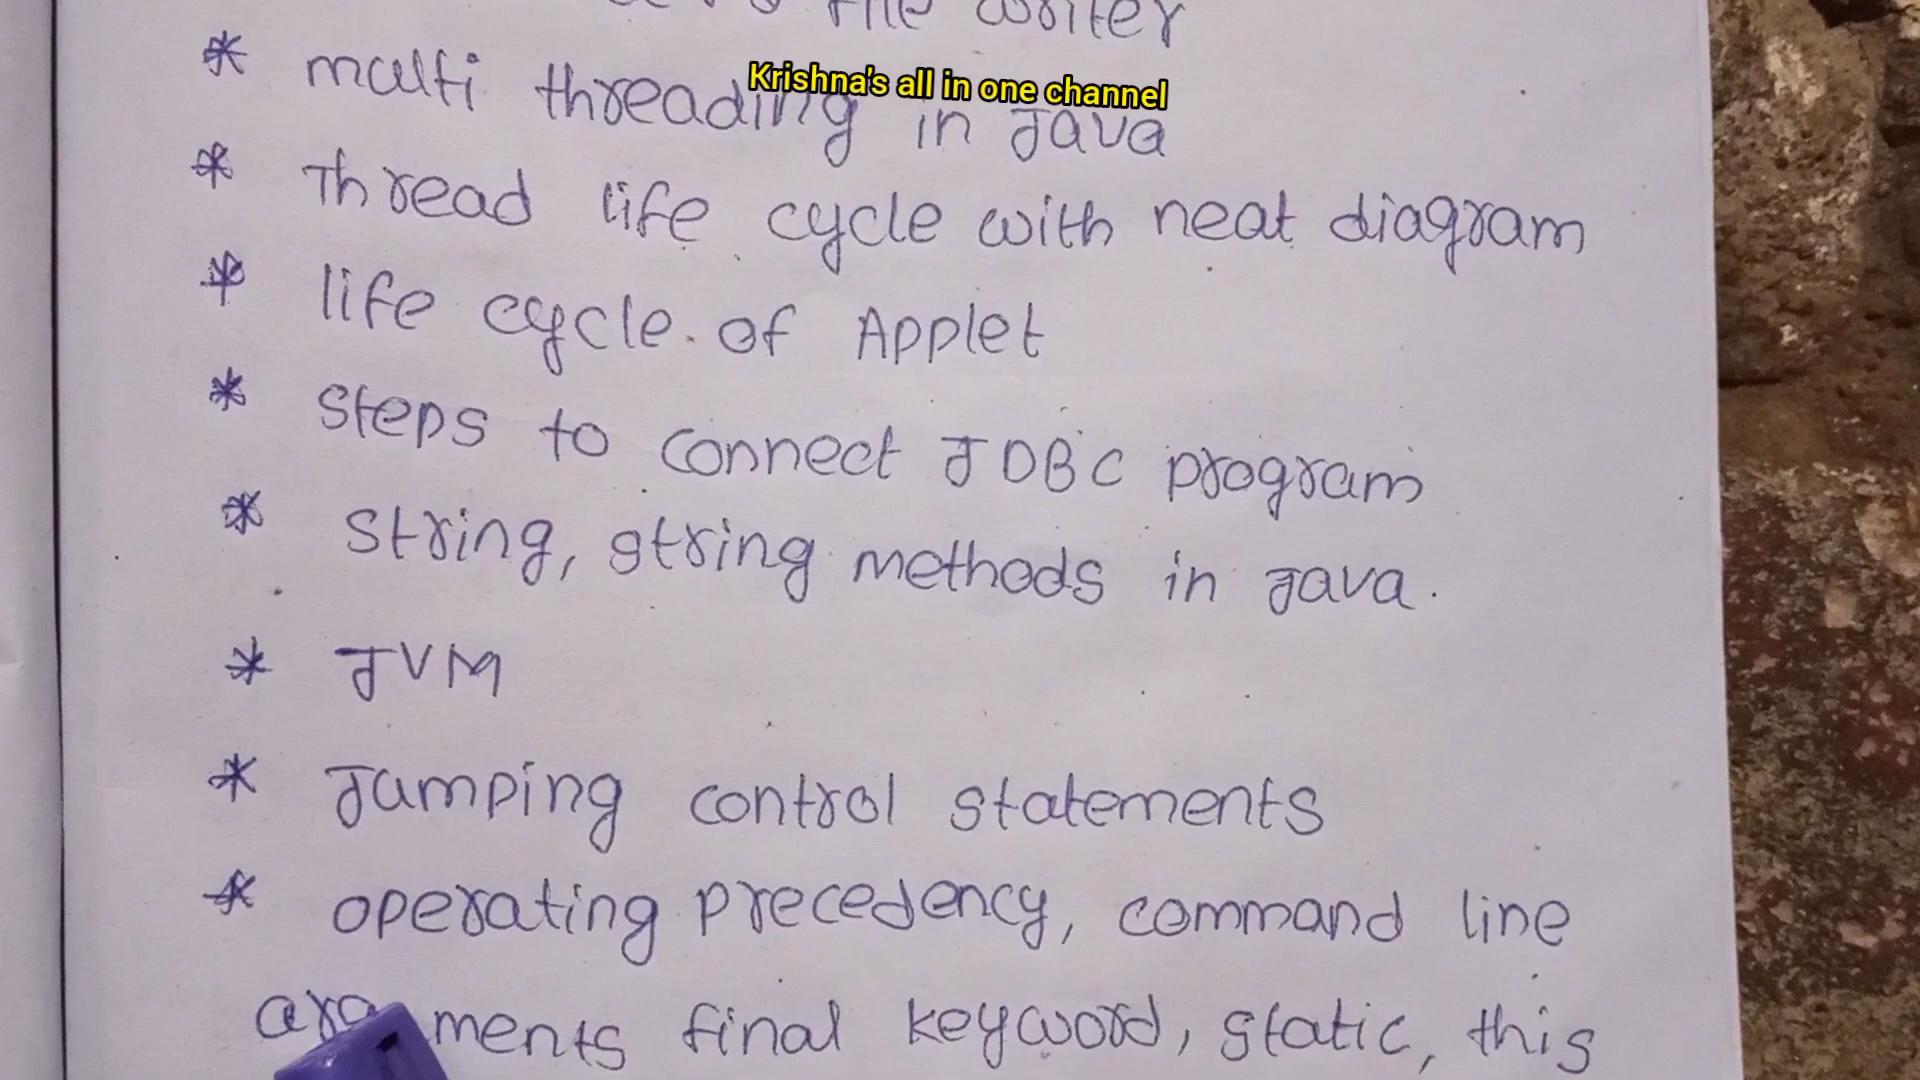 file writer
* multi threading in Java
Krishna's all in one channel
* Thread life cycle with neat diagram
* life cycle of Applet
* Steps to connect JDBC program
* String, string methods in Java.
* JVM
* Jumping control statements
* operating precedency, command line
ments final keyword, static, this